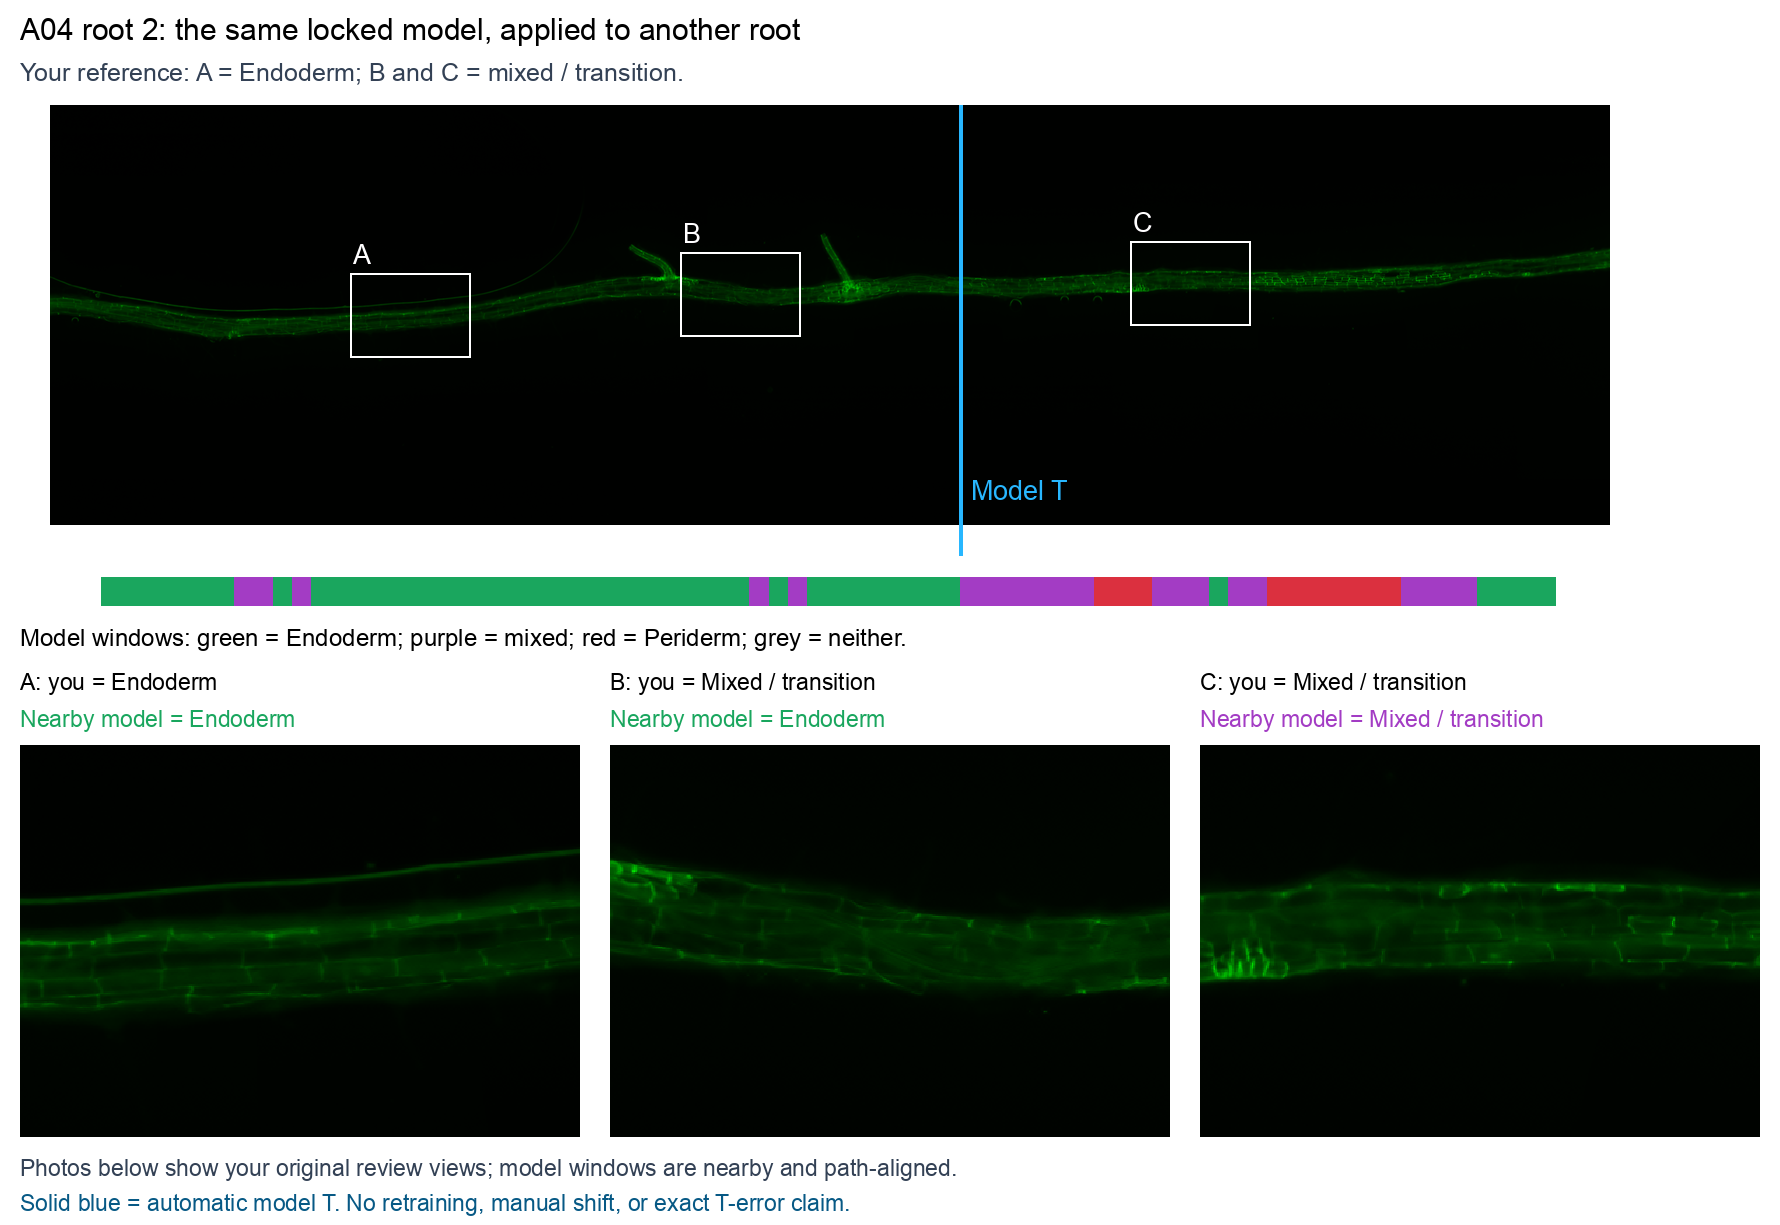 A04 root 2: the same locked model, applied to another root
Your reference: A = Endoderm; B and C = mixed / transition.
A
B
C
Model T
Model windows: green = Endoderm; purple = mixed; red = Periderm; grey = neither.
A: you = Endoderm
Nearby model = Endoderm
B: you = Mixed / transition
Nearby model = Endoderm
C: you = Mixed / transition
Nearby model = Mixed / transition
Photos below show your original review views; model windows are nearby and path-aligned.
Solid blue = automatic model T. No retraining, manual shift, or exact T-error claim.